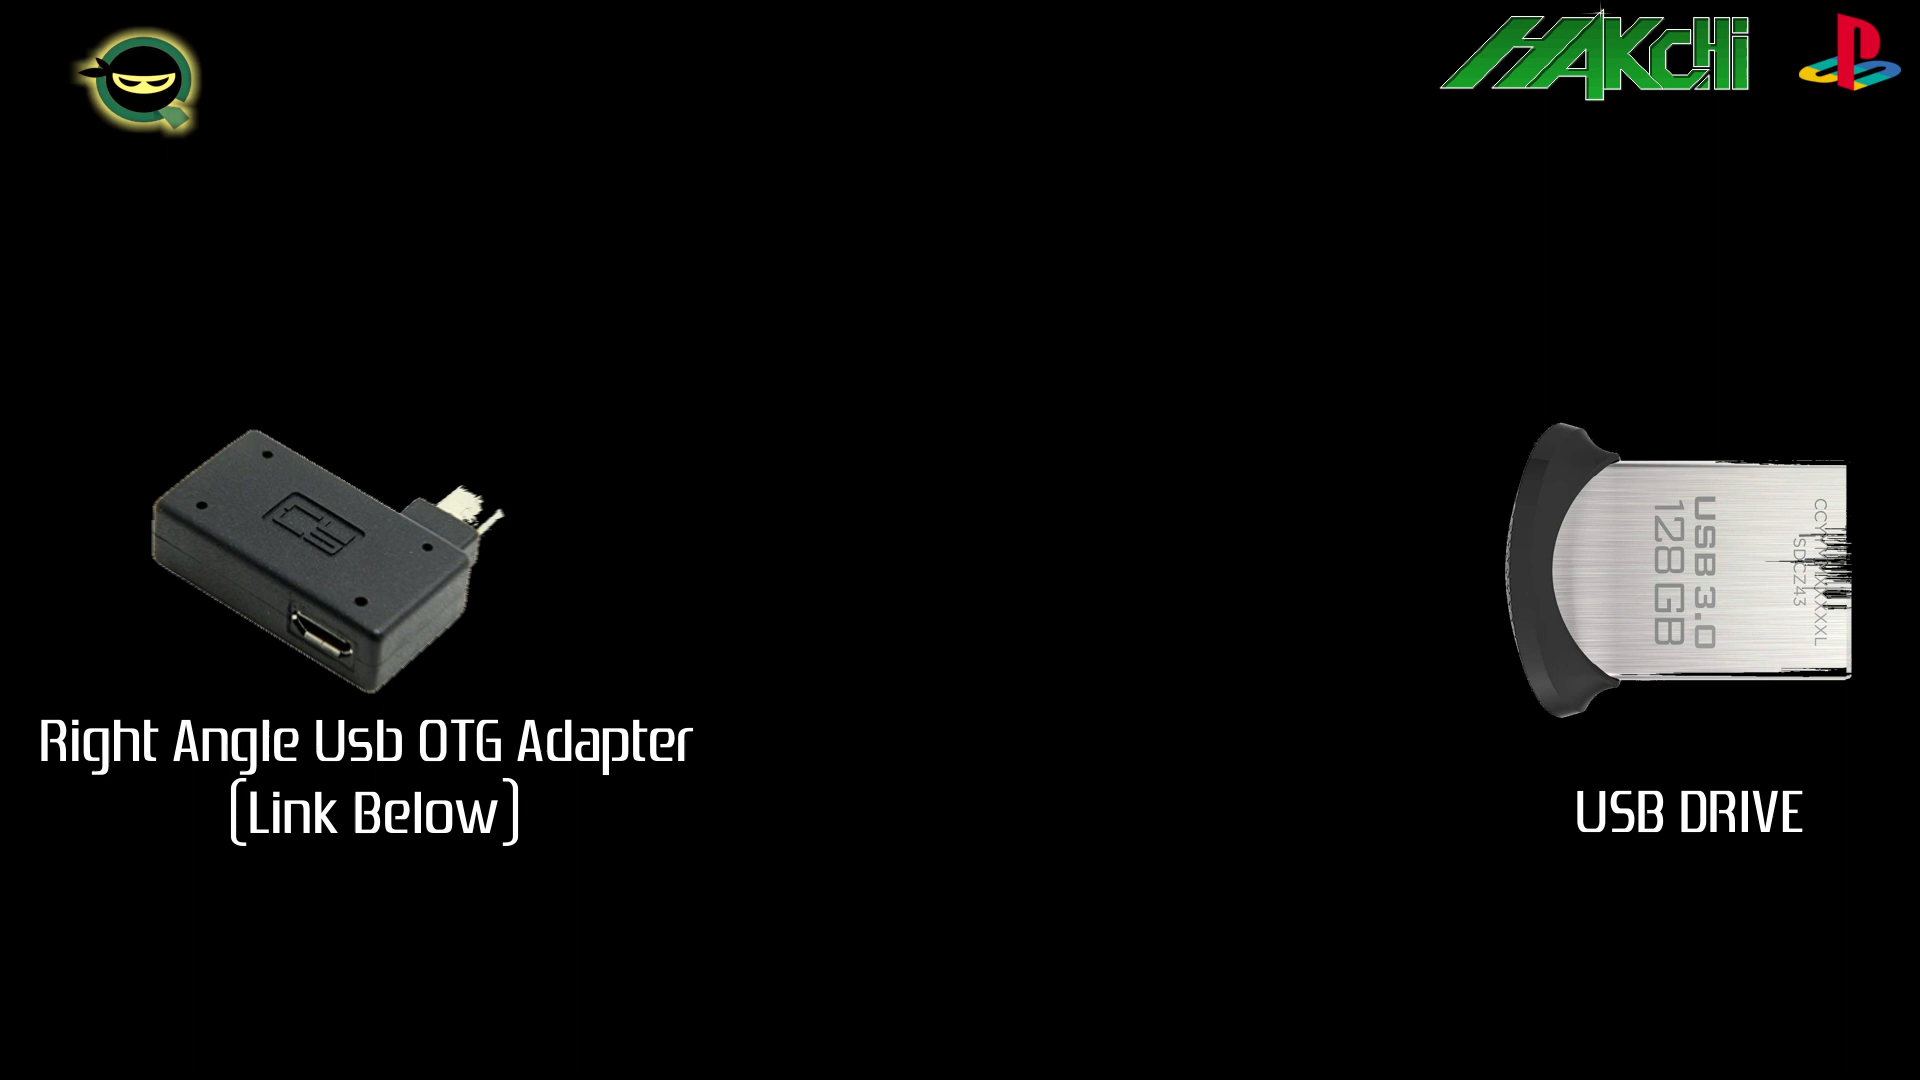 HAKCHi
Right Angle Usb OTG Adapter
(Link Below)
USB 3.0
128GB
SDCZ43
USB DRIVE